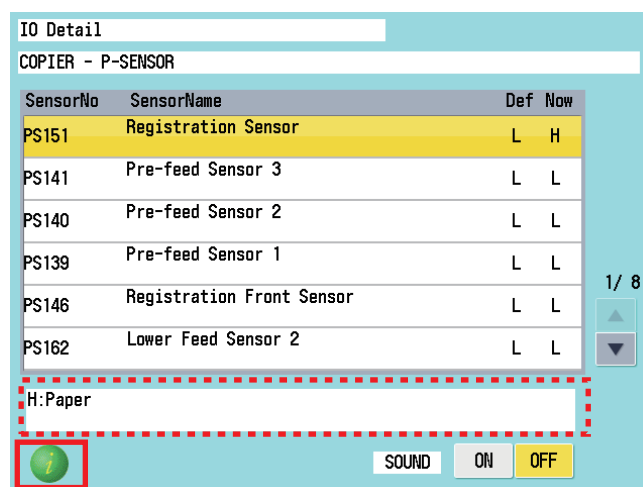 IO Detail
COPIER - P-SENSOR
SensorNo SensorName Def Now
PS151 Registration Sensor L H
PS141 Pre-feed Sensor 3 L L
PS140 Pre-feed Sensor 2 L L
PS139 Pre-feed Sensor 1 L L
1/ 8
PS146 Registration Front Sensor L L
PS162 Lower Feed Sensor 2 L L
H:Paper
i SOUND ON OFF